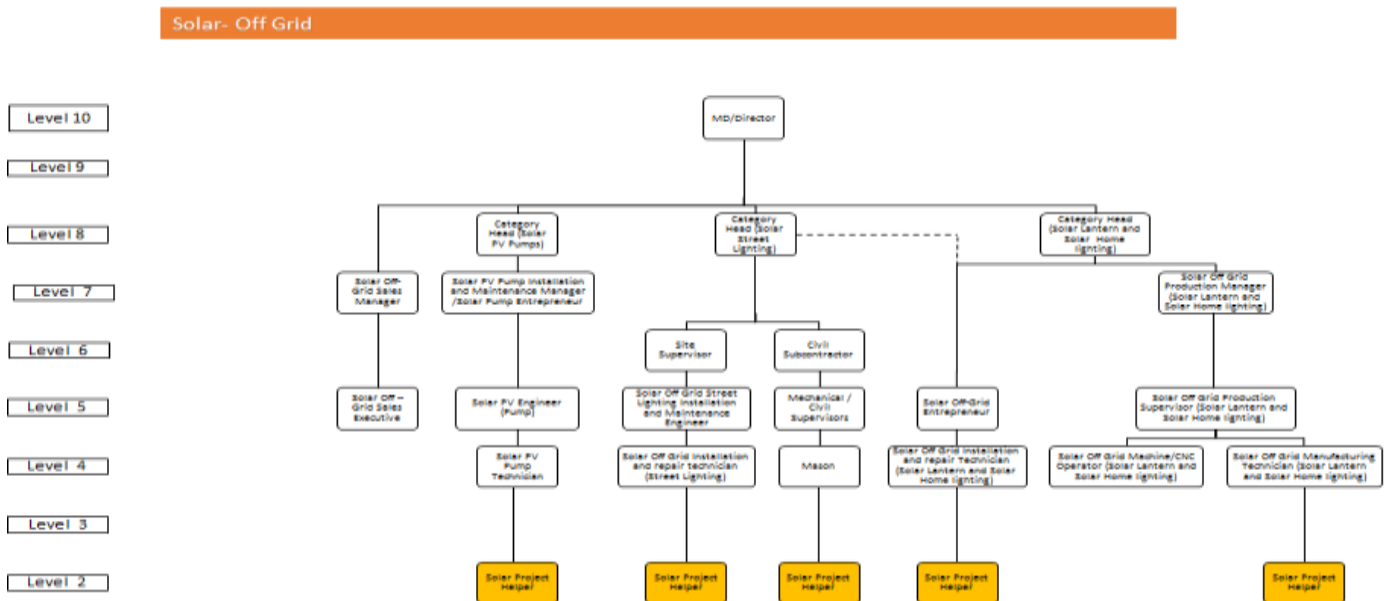 Solar- Off Grid
Level 10
MD/Director
Level 9
Level 8
Category
Head (Solar
PV Pumps)
Category
Head (Solar
Street
Lighting)
Category Head
(Solar Lantern and
Solar Home
lighting)
Level 7
Solar Off-
Grid Sales
Manager
Solar PV Pump Installation
and Maintenance Manager
/Solar Pump Entrepreneur
Solar Off Grid
Production Manager
(Solar Lantern and
Solar Home lighting)
Level 6
Site
Supervisor
Civil
Subcontractor
Level 5
Solar Off –
Grid Sales
Executive
Solar PV Engineer
(Pump)
Solar Off Grid Street
Lighting Installation
and Maintenance
Engineer
Mechanical /
Civil
Supervisors
Solar Off-Grid
Entrepreneur
Solar Off Grid Production
Supervisor (Solar Lantern and
Solar Home lighting)
Level 4
Solar PV
Pump
Technician
Solar Off Grid Installation
and repair technician
(Street Lighting)
Mason
Solar Off Grid Installation
and repair Technician
(Solar Lantern and Solar
Home lighting)
Solar Off Grid Machine/CNC
Operator (Solar Lantern and
Solar Home lighting)
Solar Off Grid Manufacturing
Technician (Solar Lantern
and Solar Home lighting)
Level 3
Level 2
Solar Project
Helper
Solar Project
Helper
Solar Project
Helper
Solar Project
Helper
Solar Project
Helper